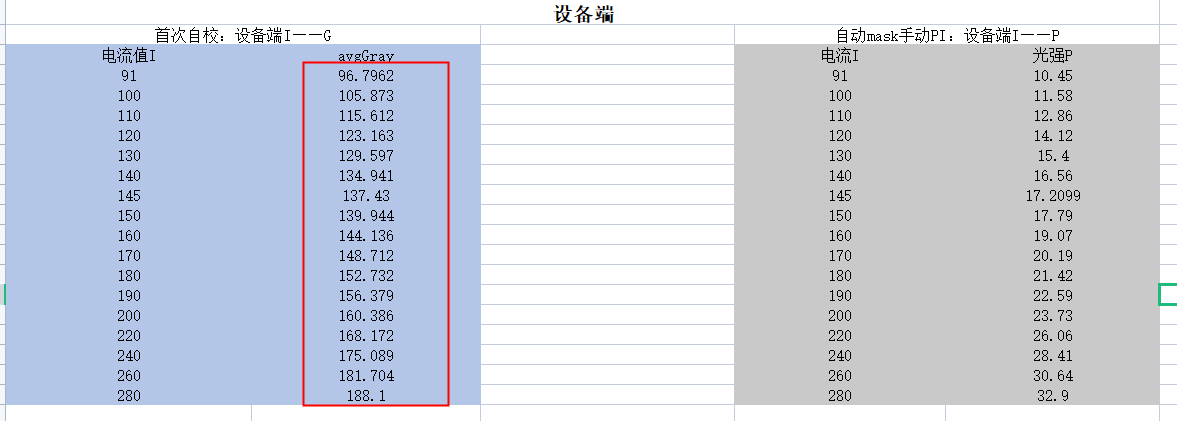 设备端
首次自校：设备端I——G 自动mask手动PI：设备端I——P
电流值I avgGray 电流I 光强P
91 96.7962 91 10.45
100 105.873 100 11.58
110 115.612 110 12.86
120 123.163 120 14.12
130 129.597 130 15.4
140 134.941 140 16.56
145 137.43 145 17.2099
150 139.944 150 17.79
160 144.136 160 19.07
170 148.712 170 20.19
180 152.732 180 21.42
190 156.379 190 22.59
200 160.386 200 23.73
220 168.172 220 26.06
240 175.089 240 28.41
260 181.704 260 30.64
280 188.1 280 32.9